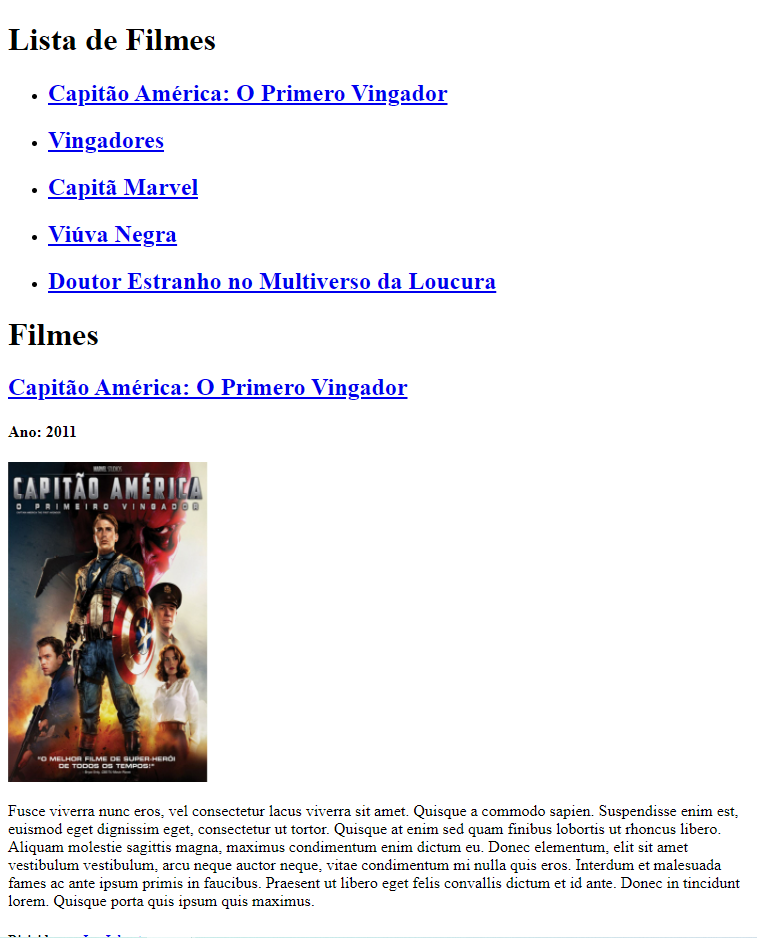 Lista de Filmes
Capitão América: O Primero Vingador
Vingadores
Capitã Marvel
Viúva Negra
Doutor Estranho no Multiverso da Loucura
Filmes
Capitão América: O Primero Vingador
Ano: 2011
MARVEL STUDIOS
CAPITÃO AMÉRICA
O PRIMEIRO VINGADOR
"O MELHOR FILME DE SUPER-HERÓI
DE TODOS OS TEMPOS!"
Fusce viverra nunc eros, vel consectetur lacus viverra sit amet. Quisque a commodo sapien. Suspendisse enim est,
euismod eget dignissim eget, consectetur ut tortor. Quisque at enim sed quam finibus lobortis ut rhoncus libero.
Aliquam molestie sagittis magna, maximus condimentum enim dictum eu. Donec elementum, elit sit amet
vestibulum vestibulum, arcu neque auctor neque, vitae condimentum mi nulla quis eros. Interdum et malesuada
fames ac ante ipsum primis in faucibus. Praesent ut libero eget felis convallis dictum et id ante. Donec in tincidunt
lorem. Quisque porta quis ipsum quis maximus.